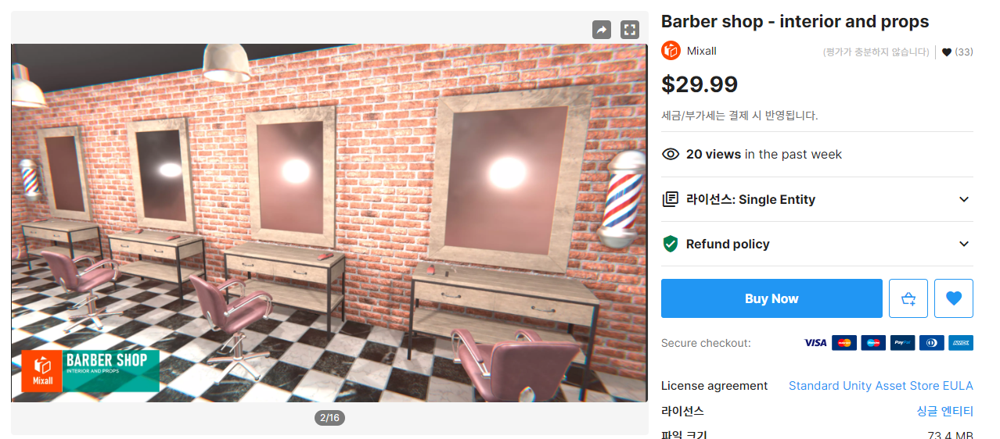 Barber shop - interior and props
Mixall
(평가가 충분하지 않습니다)
(33)
$29.99
세금/부가세는 결제 시 반영됩니다.
20 views in the past week
라이선스: Single Entity
Refund policy
Buy Now
Secure checkout:
VISA
PayPal
AMEX
License agreement
Standard Unity Asset Store EULA
라이선스
싱글 엔티티
파일 크기
73.4 MB
Mixall
BARBER SHOP
INTERIOR AND PROPS
2/16